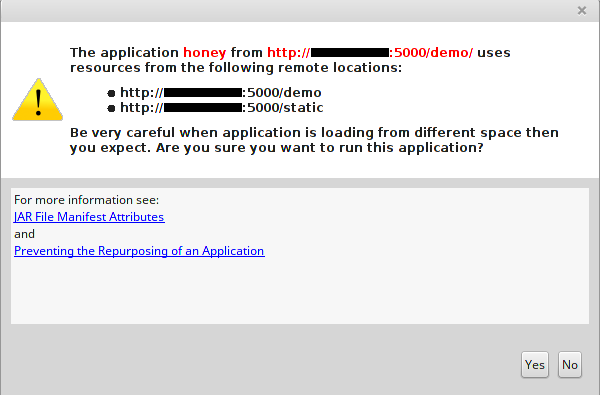 The application honey from http://:5000/demo/ uses
resources from the following remote locations:
● http://:5000/demo
● http://:5000/static
Be very careful when application is loading from different space then
you expect. Are you sure you want to run this application?
For more information see:
JAR File Manifest Attributes
and
Preventing the Repurposing of an Application
Yes No